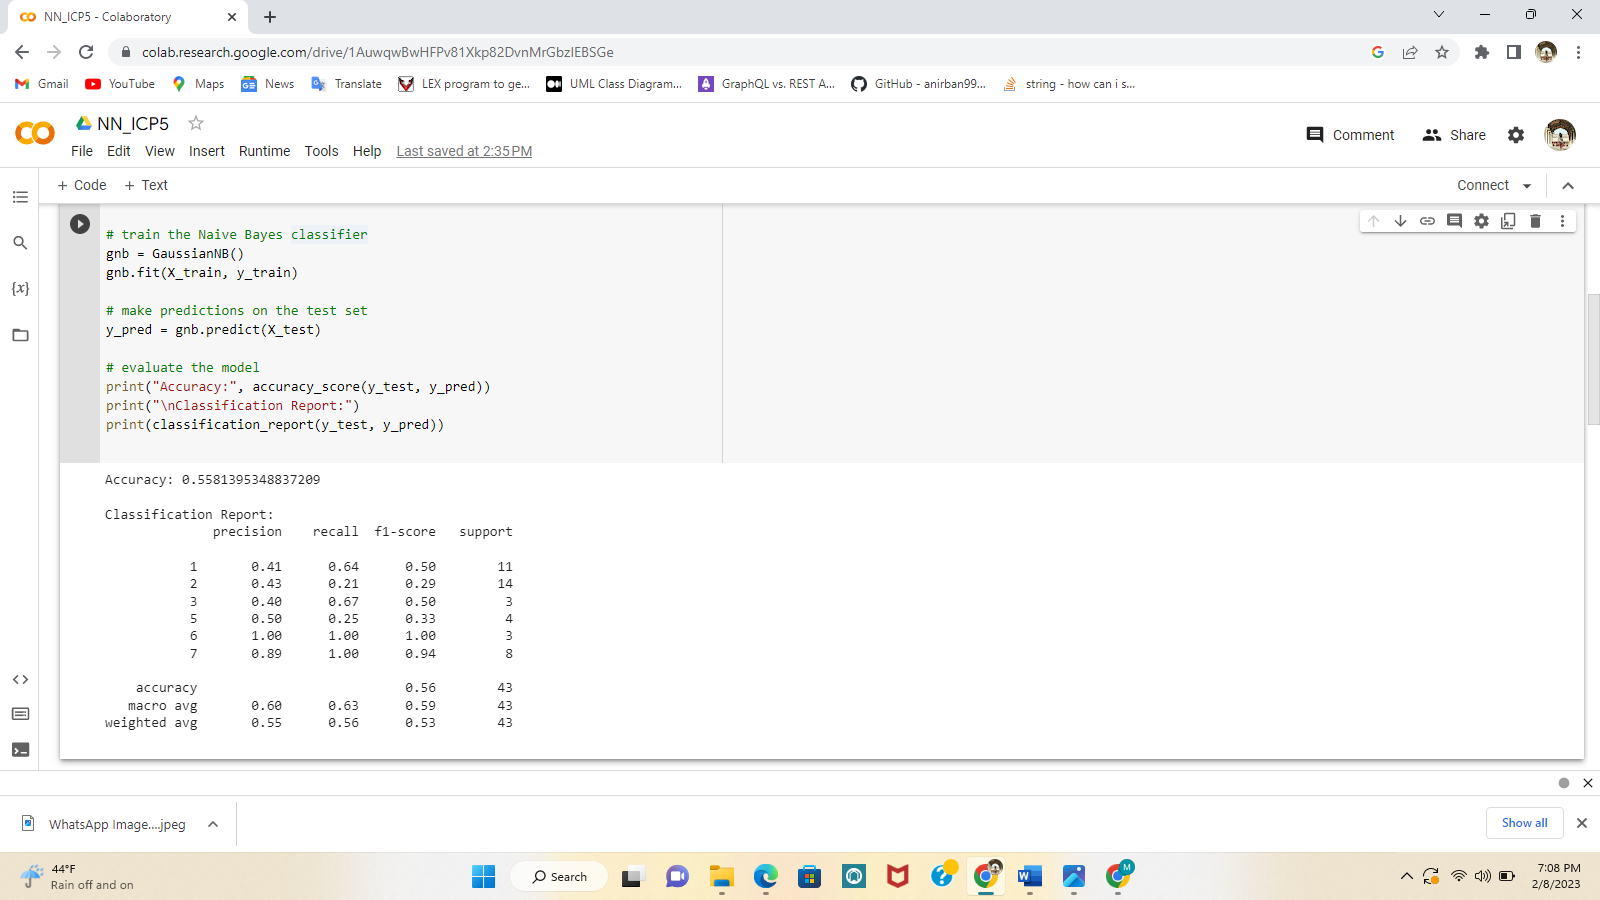 NN_ICP5 - Colaboratory
colab.research.google.com/drive/1AuwqwBwHFPv81Xkp82DvnMrGbzIEBSGe
Gmail YouTube Maps News Translate LEX program to ge... UML Class Diagram... GraphQL vs. REST A... GitHub - anirban99... string - how can i s...
NN_ICP5
Comment Share
File Edit View Insert Runtime Tools Help Last saved at 2:35 PM
+ Code + Text Connect
# train the Naive Bayes classifier
gnb = GaussianNB()
gnb.fit(X_train, y_train)
# make predictions on the test set
y_pred = gnb.predict(X_test)
# evaluate the model
print("Accuracy:", accuracy_score(y_test, y_pred))
print("\nClassification Report:")
print(classification_report(y_test, y_pred))
Accuracy: 0.5581395348837209
Classification Report:
precision recall f1-score support
1 0.41 0.64 0.50 11
2 0.43 0.21 0.29 14
3 0.40 0.67 0.50 3
5 0.50 0.25 0.33 4
6 1.00 1.00 1.00 3
7 0.89 1.00 0.94 8
accuracy 0.56 43
macro avg 0.60 0.63 0.59 43
weighted avg 0.55 0.56 0.53 43
WhatsApp Image....jpeg
Show all
44°F
Rain off and on
Search
7:08 PM
2/8/2023